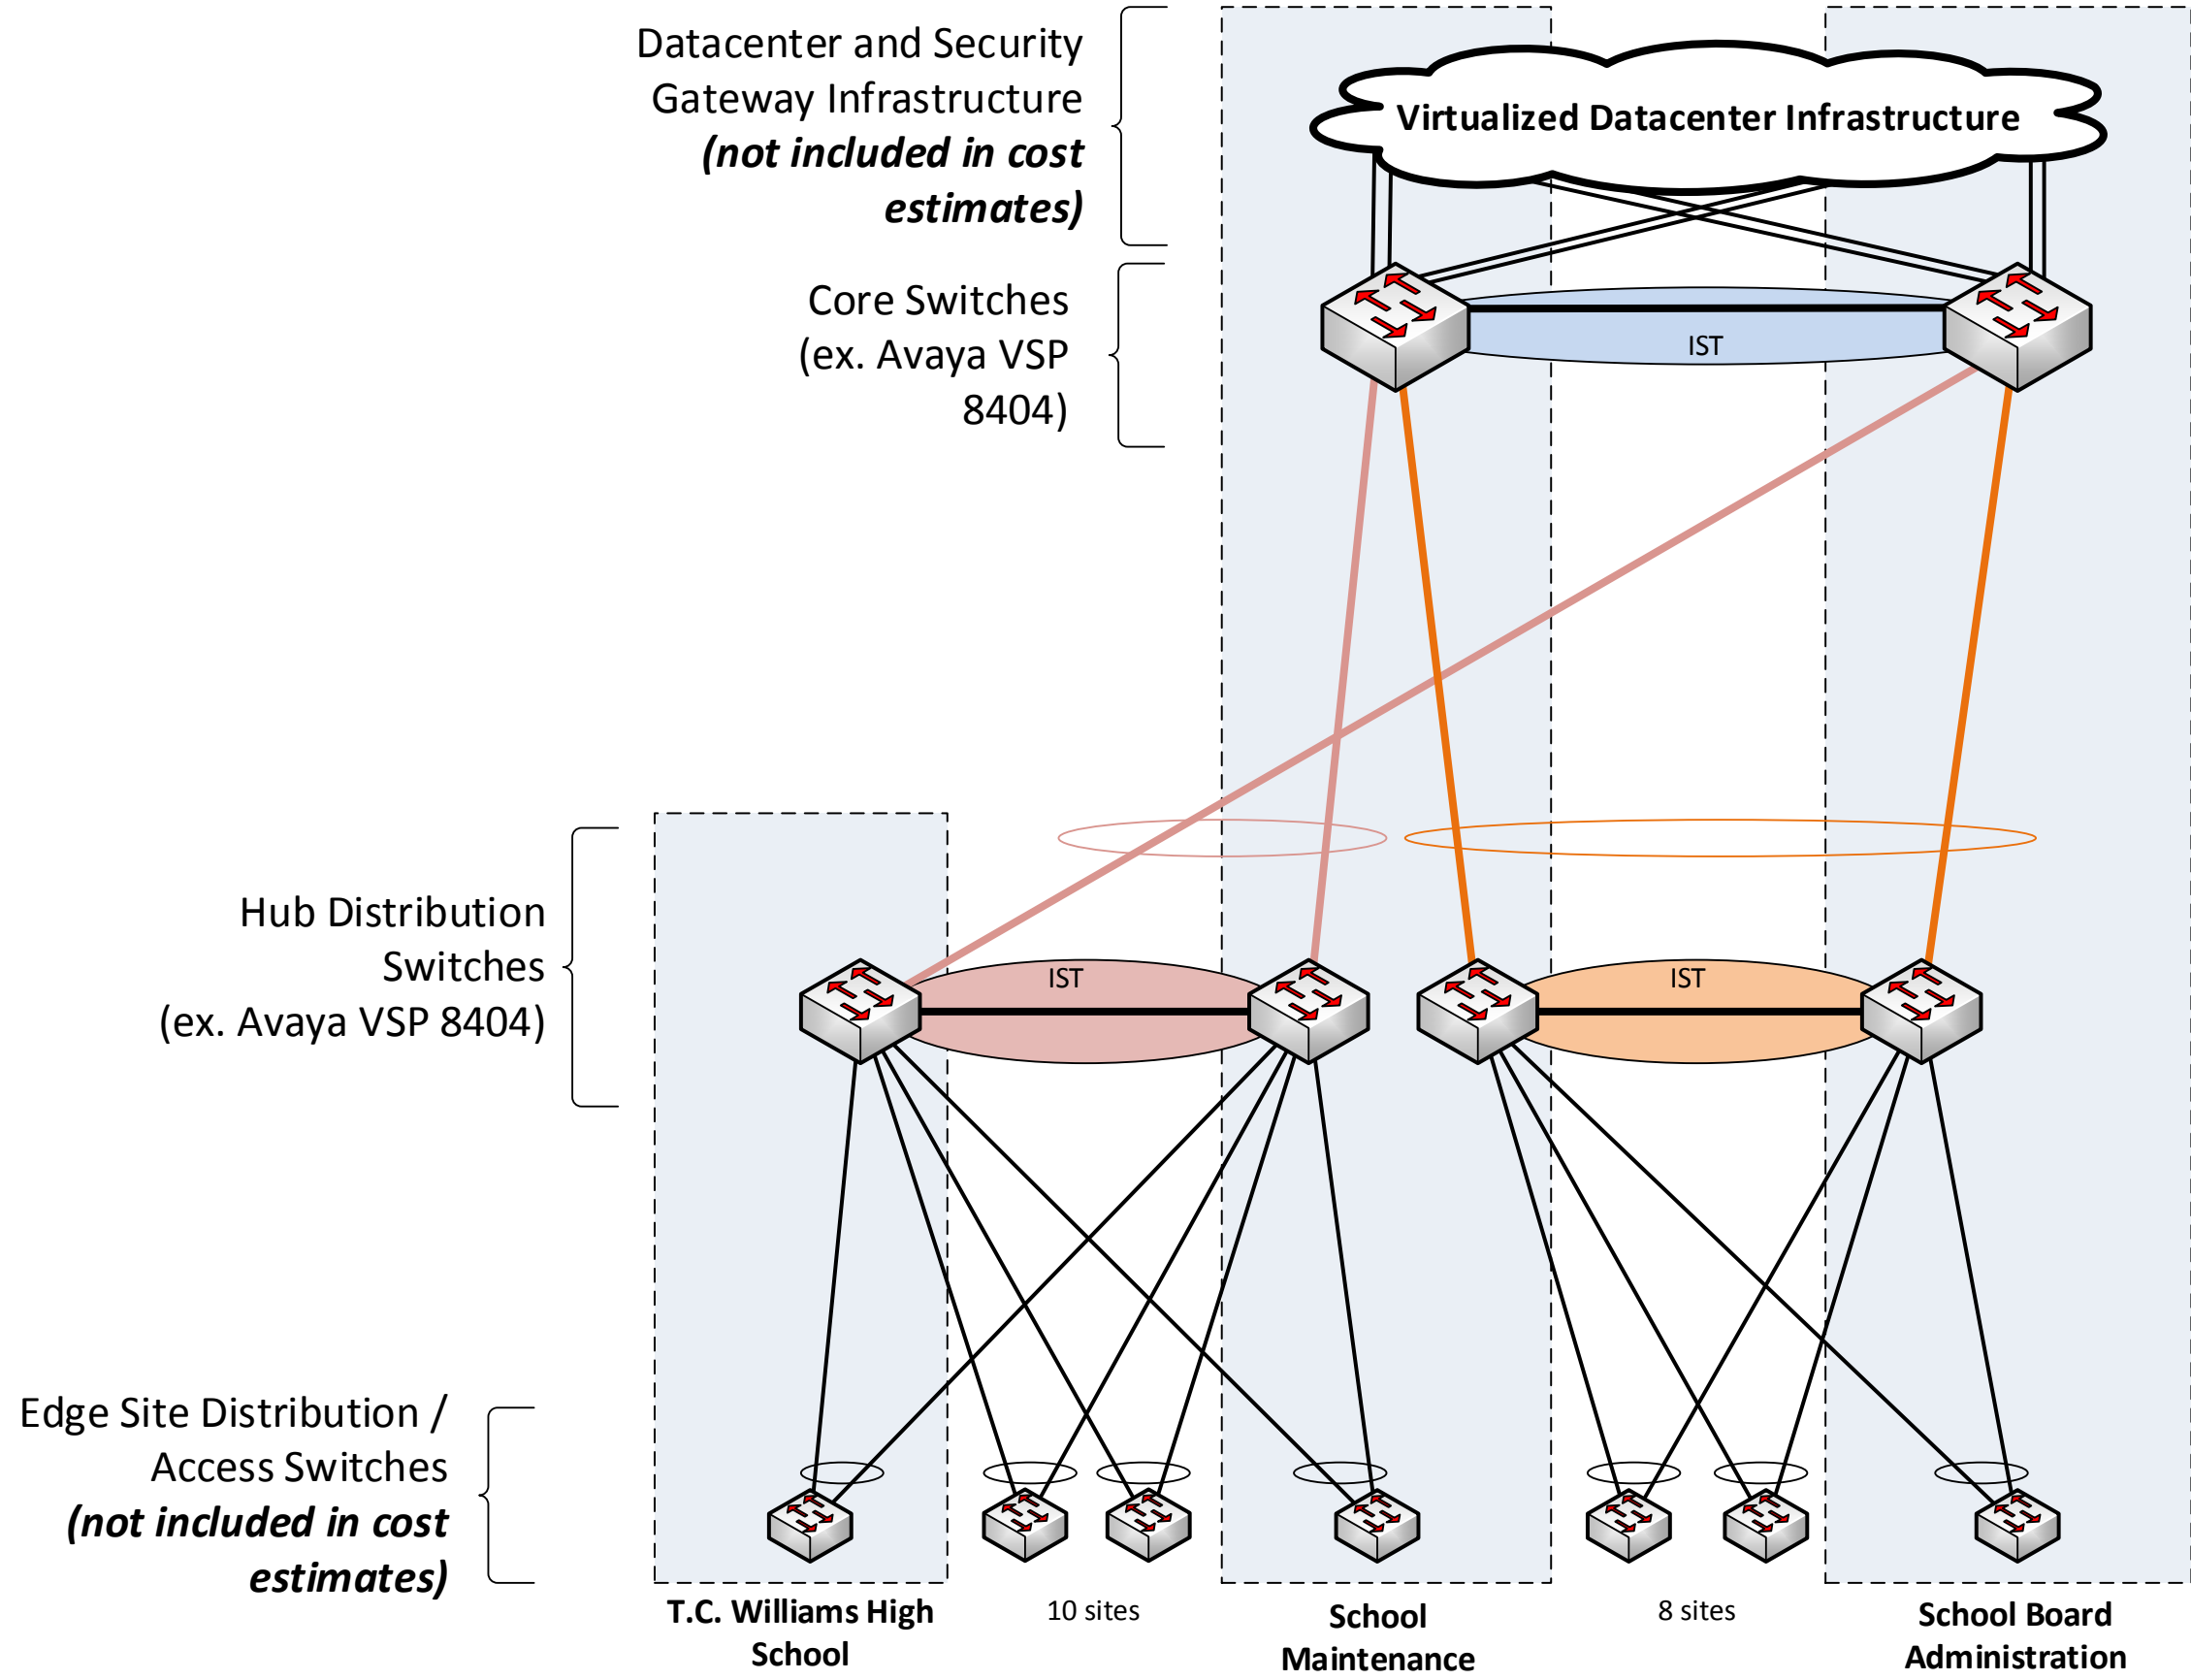 Datacenter and Security
Gateway Infrastructure
(not included in cost
estimates)
Virtualized Datacenter Infrastructure
Core Switches
(ex. Avaya VSP
8404)
IST
Hub Distribution
Switches
(ex. Avaya VSP 8404)
IST
IST
Edge Site Distribution /
Access Switches
(not included in cost
estimates)
T.C. Williams High
School
10 sites
School
Maintenance
8 sites
School Board
Administration